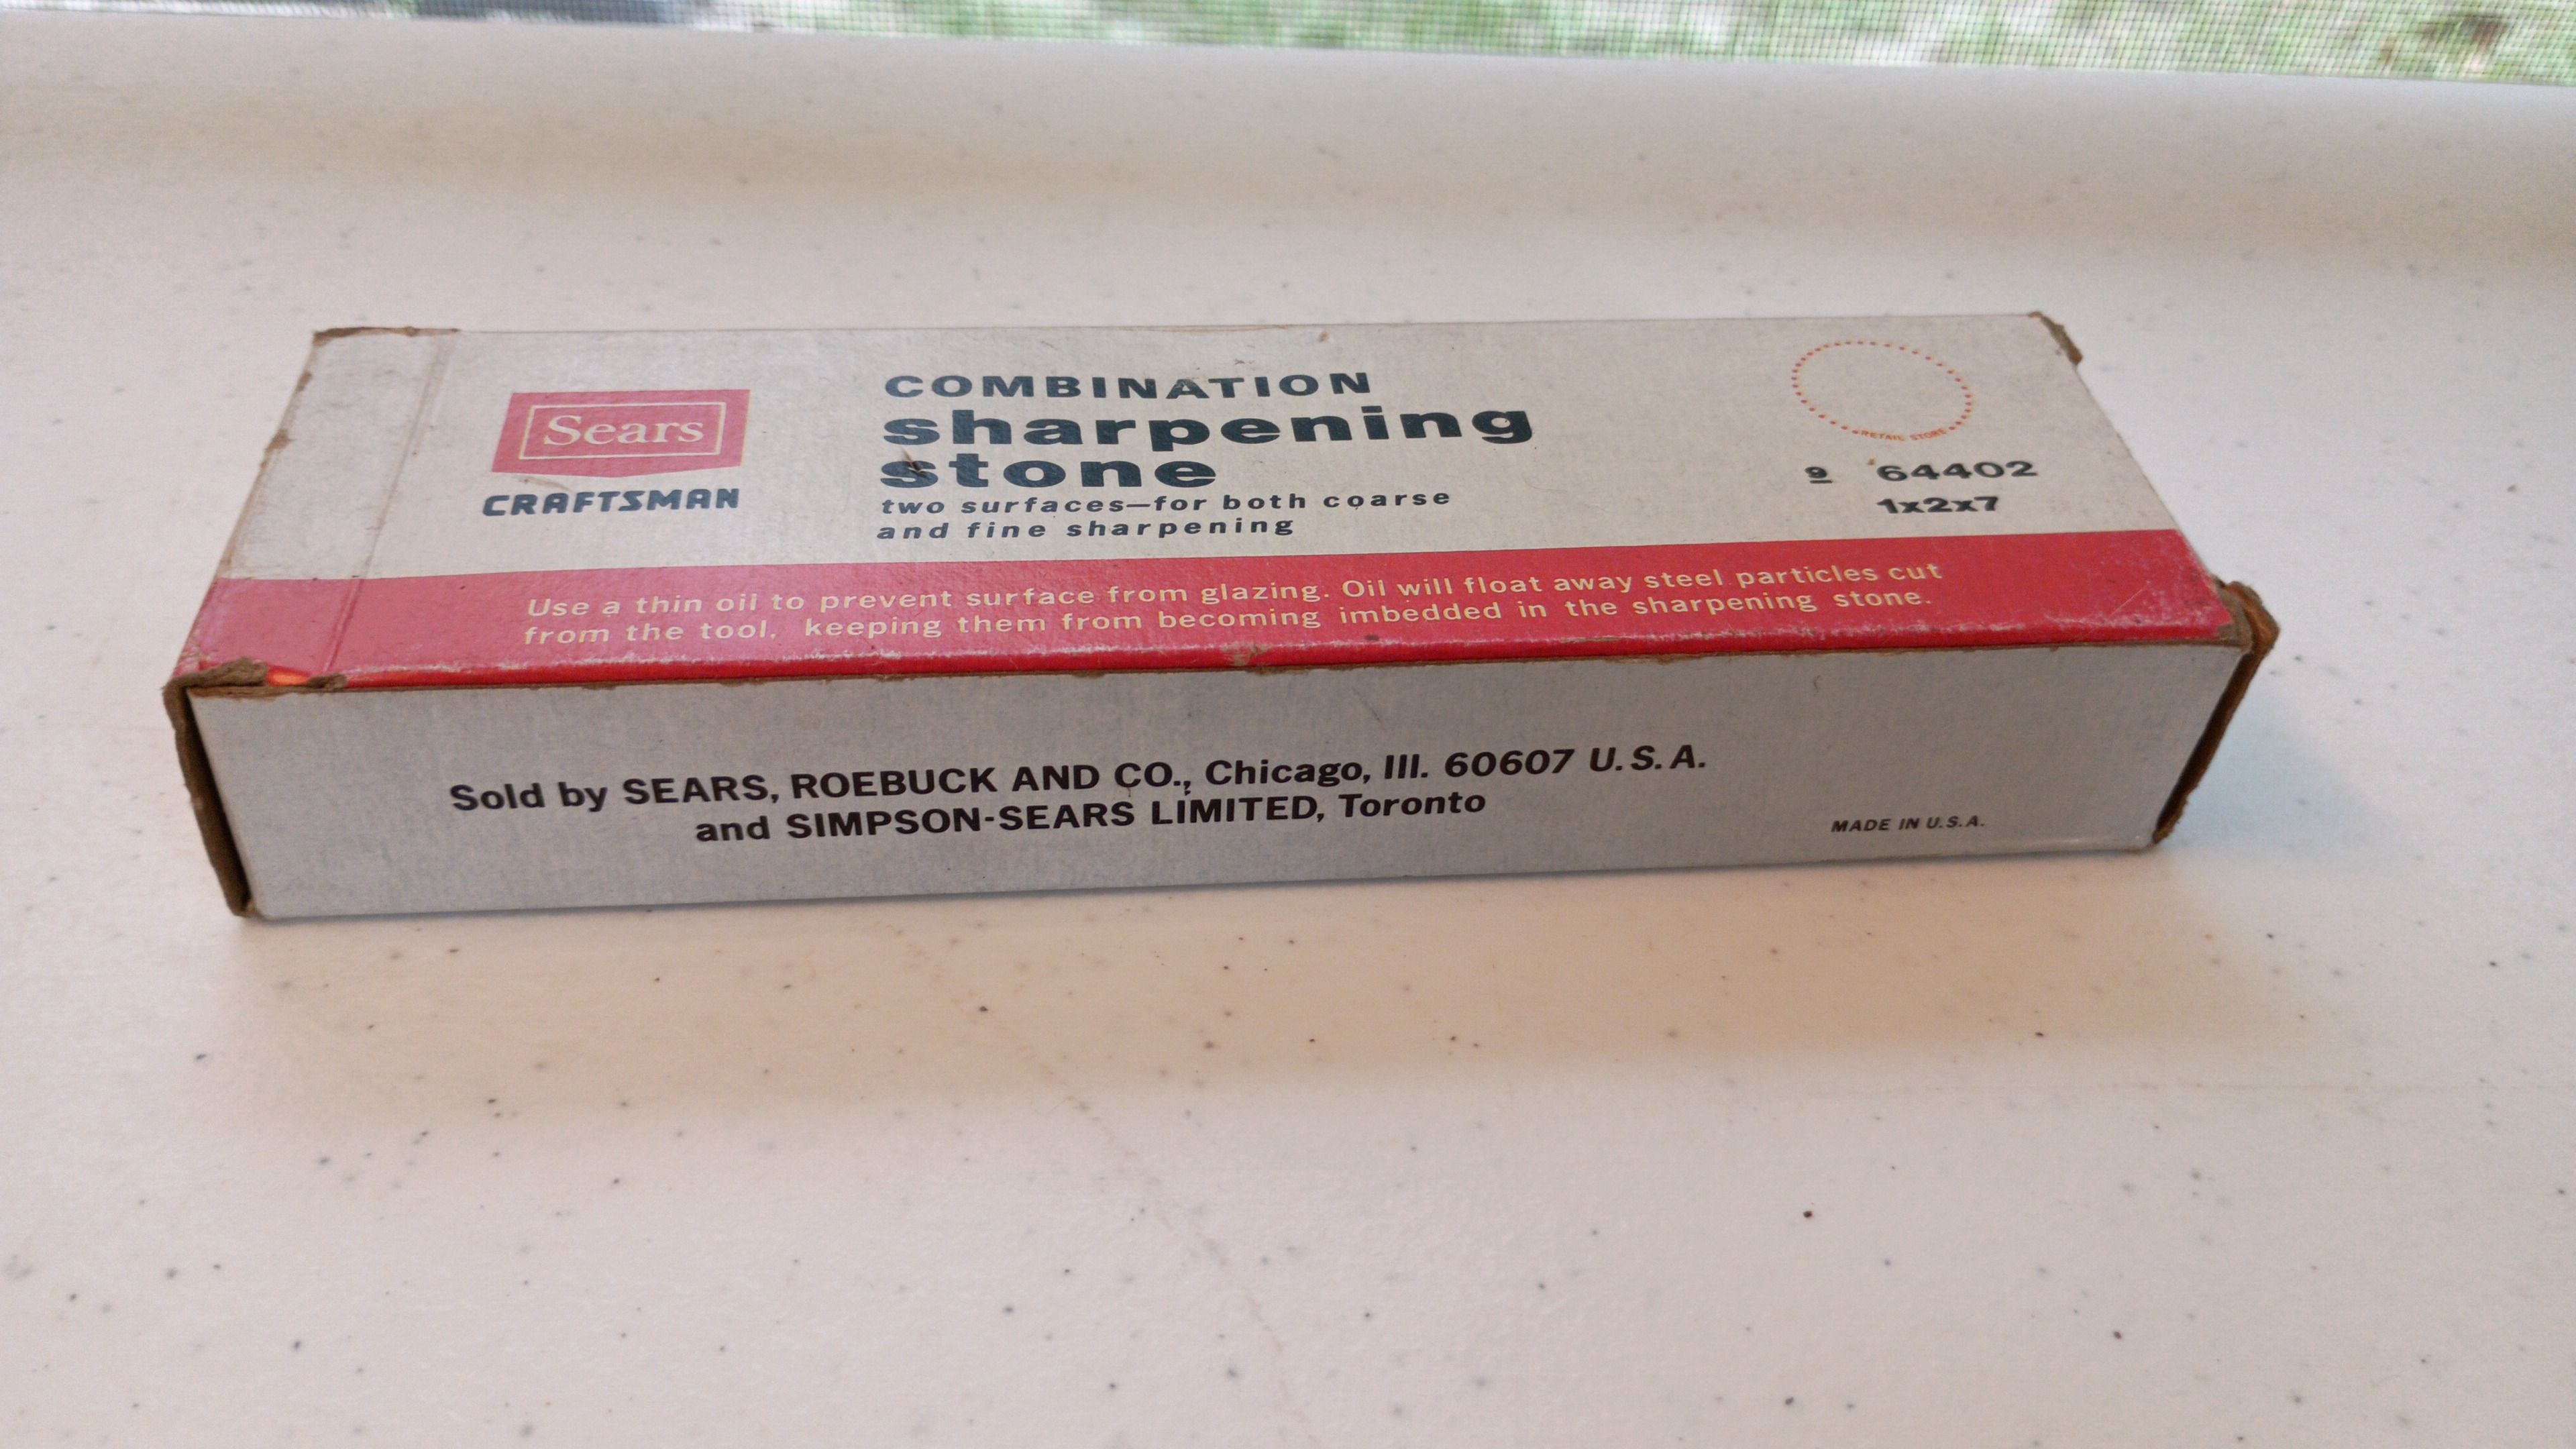 Sears
CRAFTSMAN
COMBINATION
sharpening
stone
two surfaces—for both coarse
and fine sharpening
RETAIL STORE
9 64402
1x2x7
Use a thin oil to prevent surface from glazing. Oil will float away steel particles cut
from the tool, keeping them from becoming imbedded in the sharpening stone.
Sold by SEARS, ROEBUCK AND CO., Chicago, Ill. 60607 U.S.A.
and SIMPSON-SEARS LIMITED, Toronto
MADE IN U.S.A.